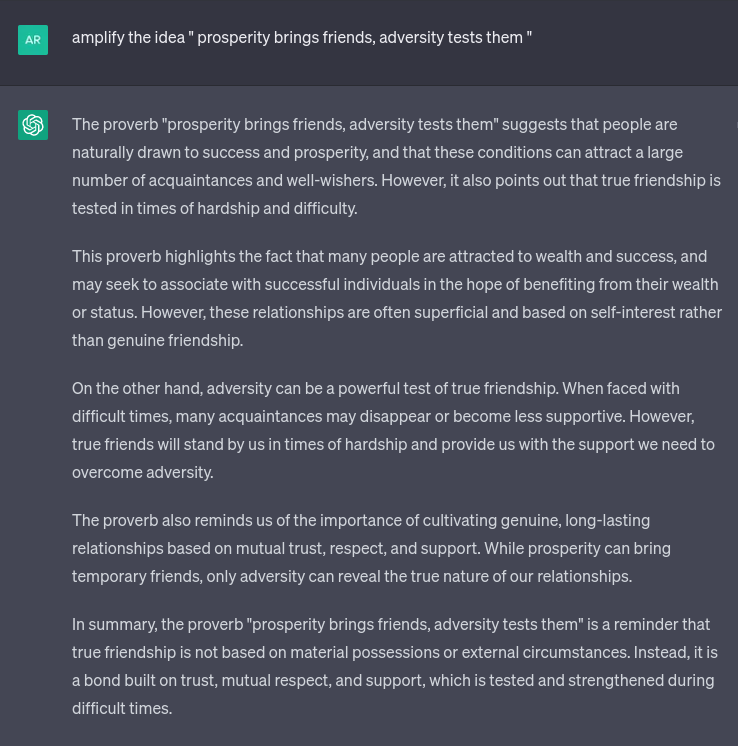 AR
amplify the idea " prosperity brings friends, adversity tests them "
The proverb "prosperity brings friends, adversity tests them" suggests that people are
naturally drawn to success and prosperity, and that these conditions can attract a large
number of acquaintances and well-wishers. However, it also points out that true friendship is
tested in times of hardship and difficulty.
This proverb highlights the fact that many people are attracted to wealth and success, and
may seek to associate with successful individuals in the hope of benefiting from their wealth
or status. However, these relationships are often superficial and based on self-interest rather
than genuine friendship.
On the other hand, adversity can be a powerful test of true friendship. When faced with
difficult times, many acquaintances may disappear or become less supportive. However,
true friends will stand by us in times of hardship and provide us with the support we need to
overcome adversity.
The proverb also reminds us of the importance of cultivating genuine, long-lasting
relationships based on mutual trust, respect, and support. While prosperity can bring
temporary friends, only adversity can reveal the true nature of our relationships.
In summary, the proverb "prosperity brings friends, adversity tests them" is a reminder that
true friendship is not based on material possessions or external circumstances. Instead, it is
a bond built on trust, mutual respect, and support, which is tested and strengthened during
difficult times.